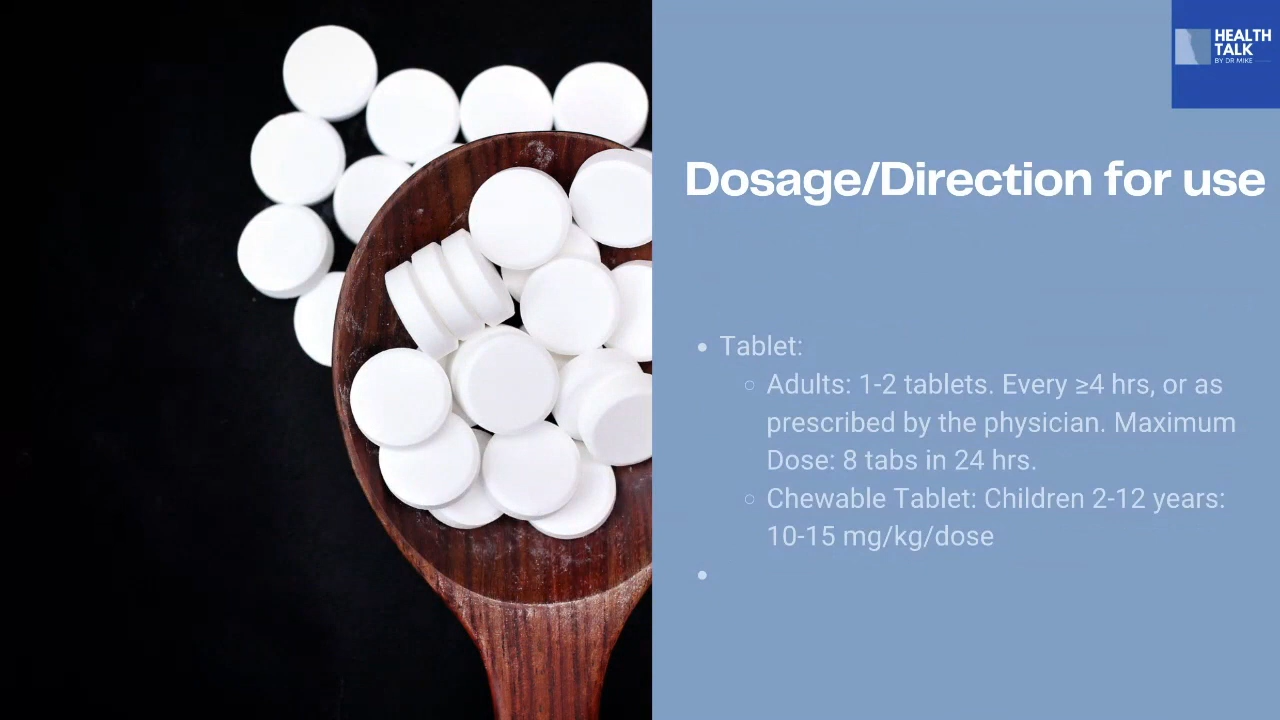 HEALTH
TALK
BY DR MIKE
Dosage/Direction for use
Tablet:
Adults: 1-2 tablets. Every ≥4 hrs, or as
prescribed by the physician. Maximum
Dose: 8 tabs in 24 hrs.
Chewable Tablet: Children 2-12 years:
10-15 mg/kg/dose